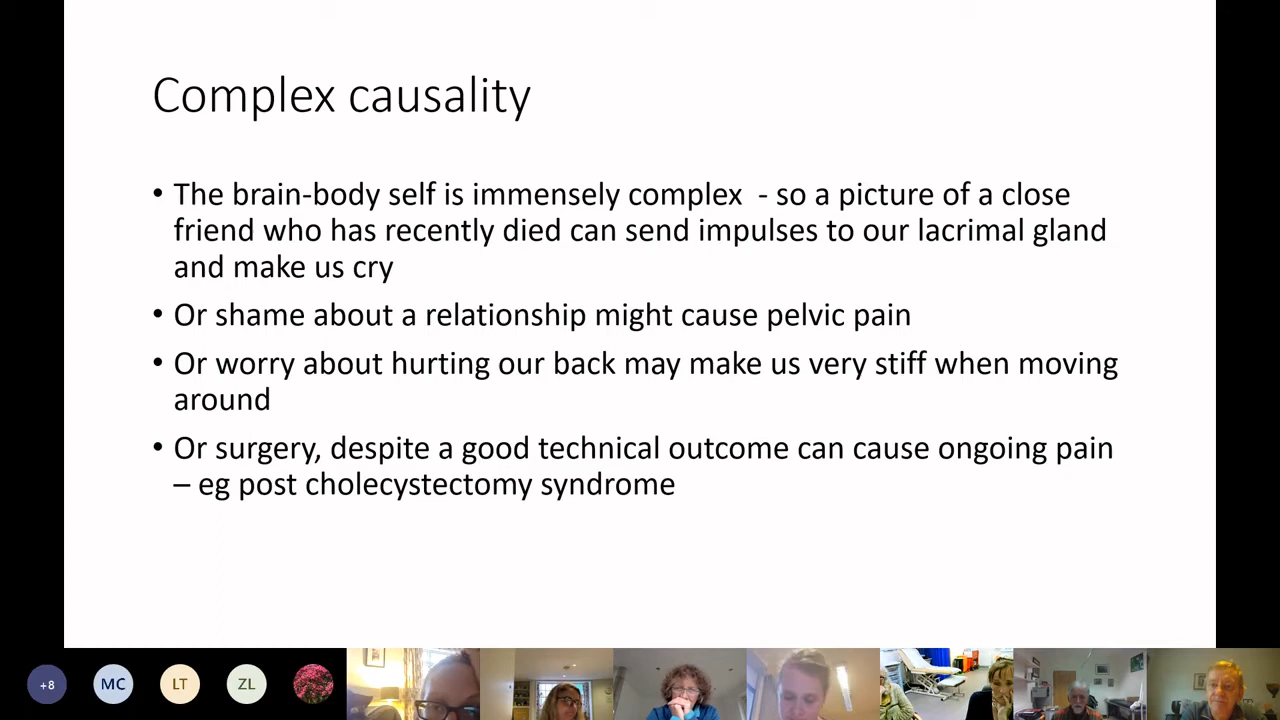 Complex causality
• The brain-body self is immensely complex  - so a picture of a close
friend who has recently died can send impulses to our lacrimal gland
and make us cry
• Or shame about a relationship might cause pelvic pain
• Or worry about hurting our back may make us very stiff when moving
around
• Or surgery, despite a good technical outcome can cause ongoing pain
– eg post cholecystectomy syndrome
+8 MC LT ZL